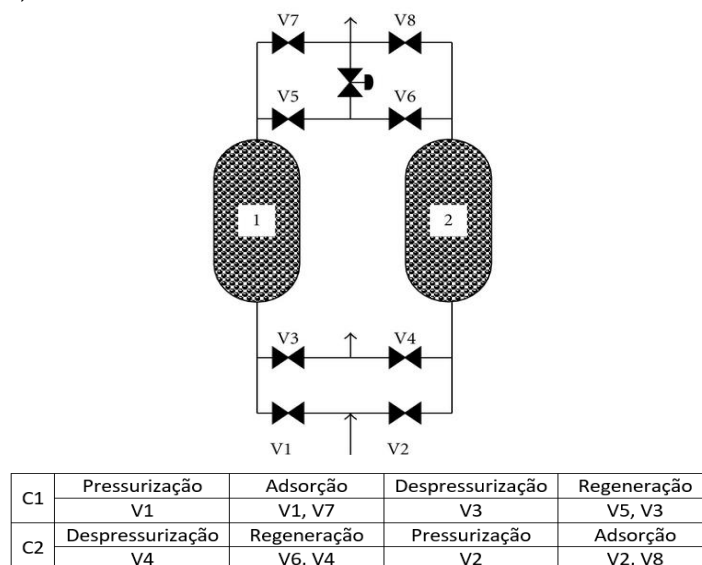 V7 V8
V5 V6
1 2
V3 V4
V1 V2
C1 Pressurização Adsorção Despressurização Regeneração
V1 V1, V7 V3 V5, V3
C2 Despressurização Regeneração Pressurização Adsorção
V4 V6, V4 V2 V2, V8